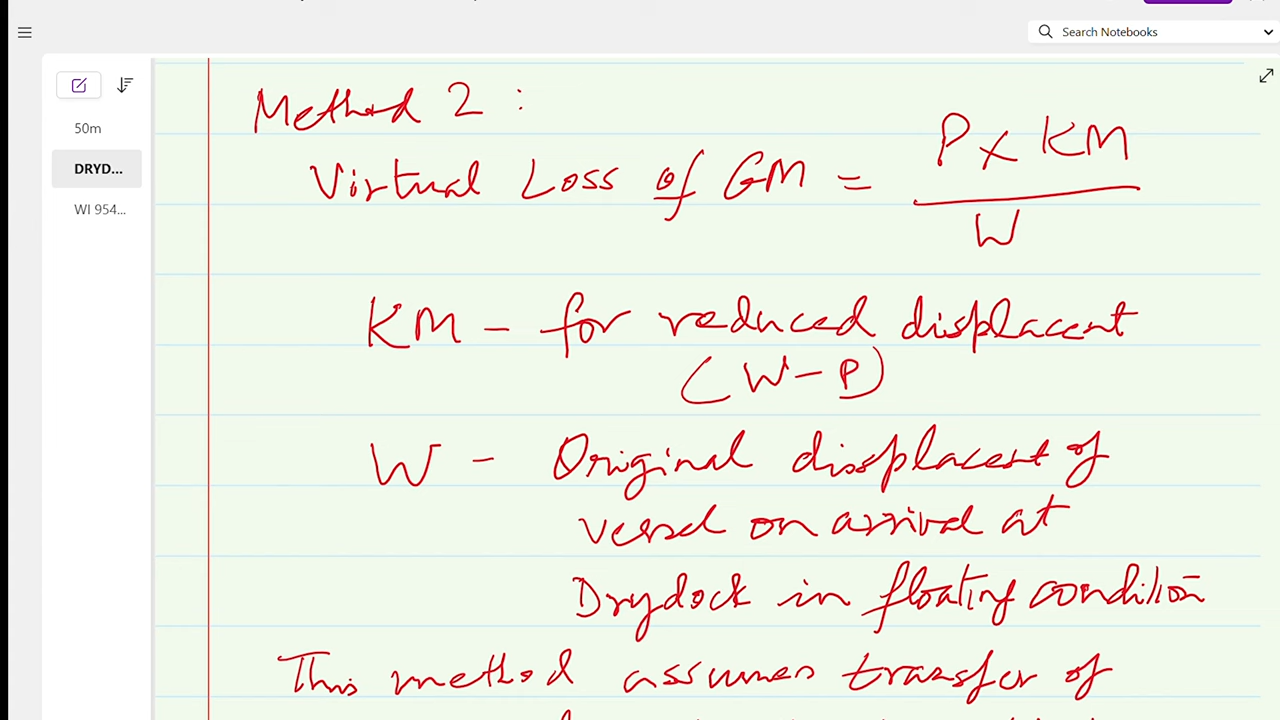 Search Notebooks
50m
DRYD...
WI 954...
Method 2 :
Virtual Loss of GM = P x KM / W
KM - for reduced displacent
(W-P)
W - Original displacent of
vessel on arrival at
Drydock in floating condition
This method assumes transfer of